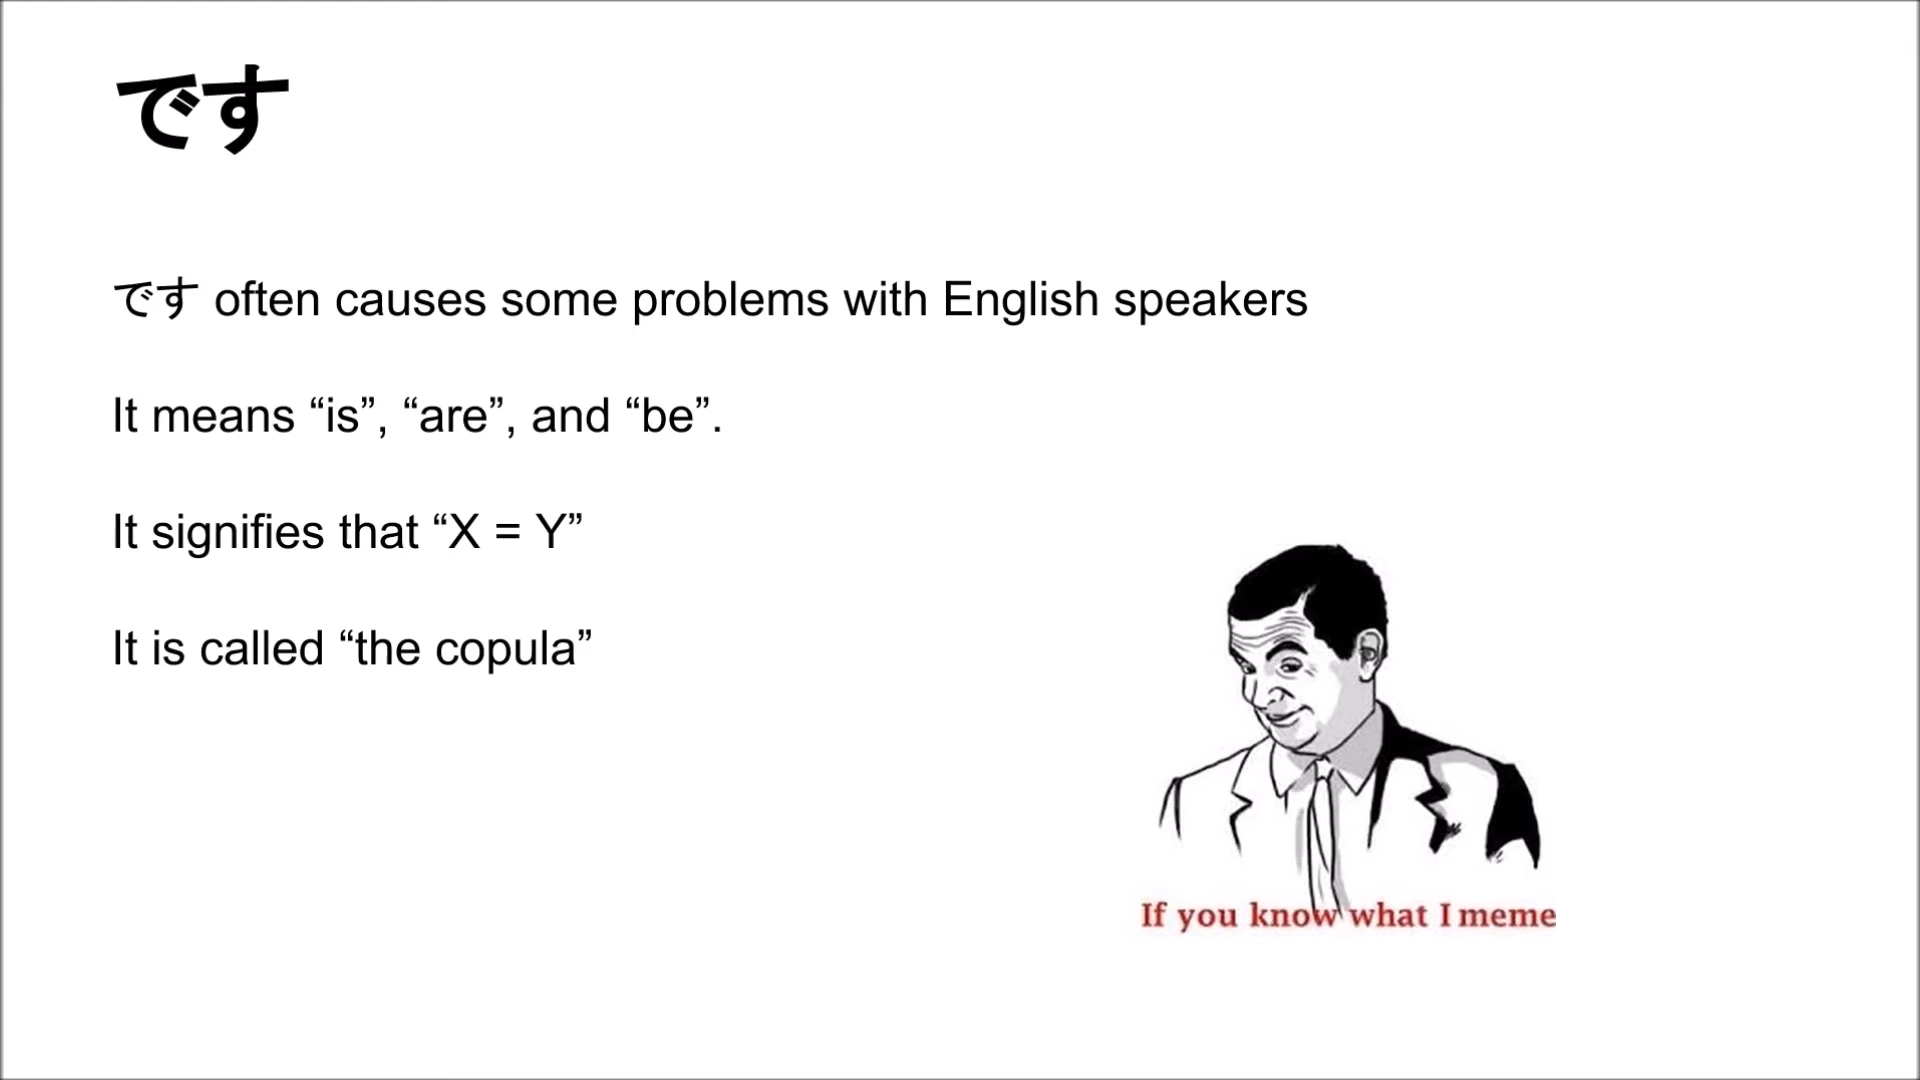 です
です often causes some problems with English speakers
It means “is”, “are”, and “be”.
It signifies that “X = Y”
It is called “the copula”
If you know what I meme